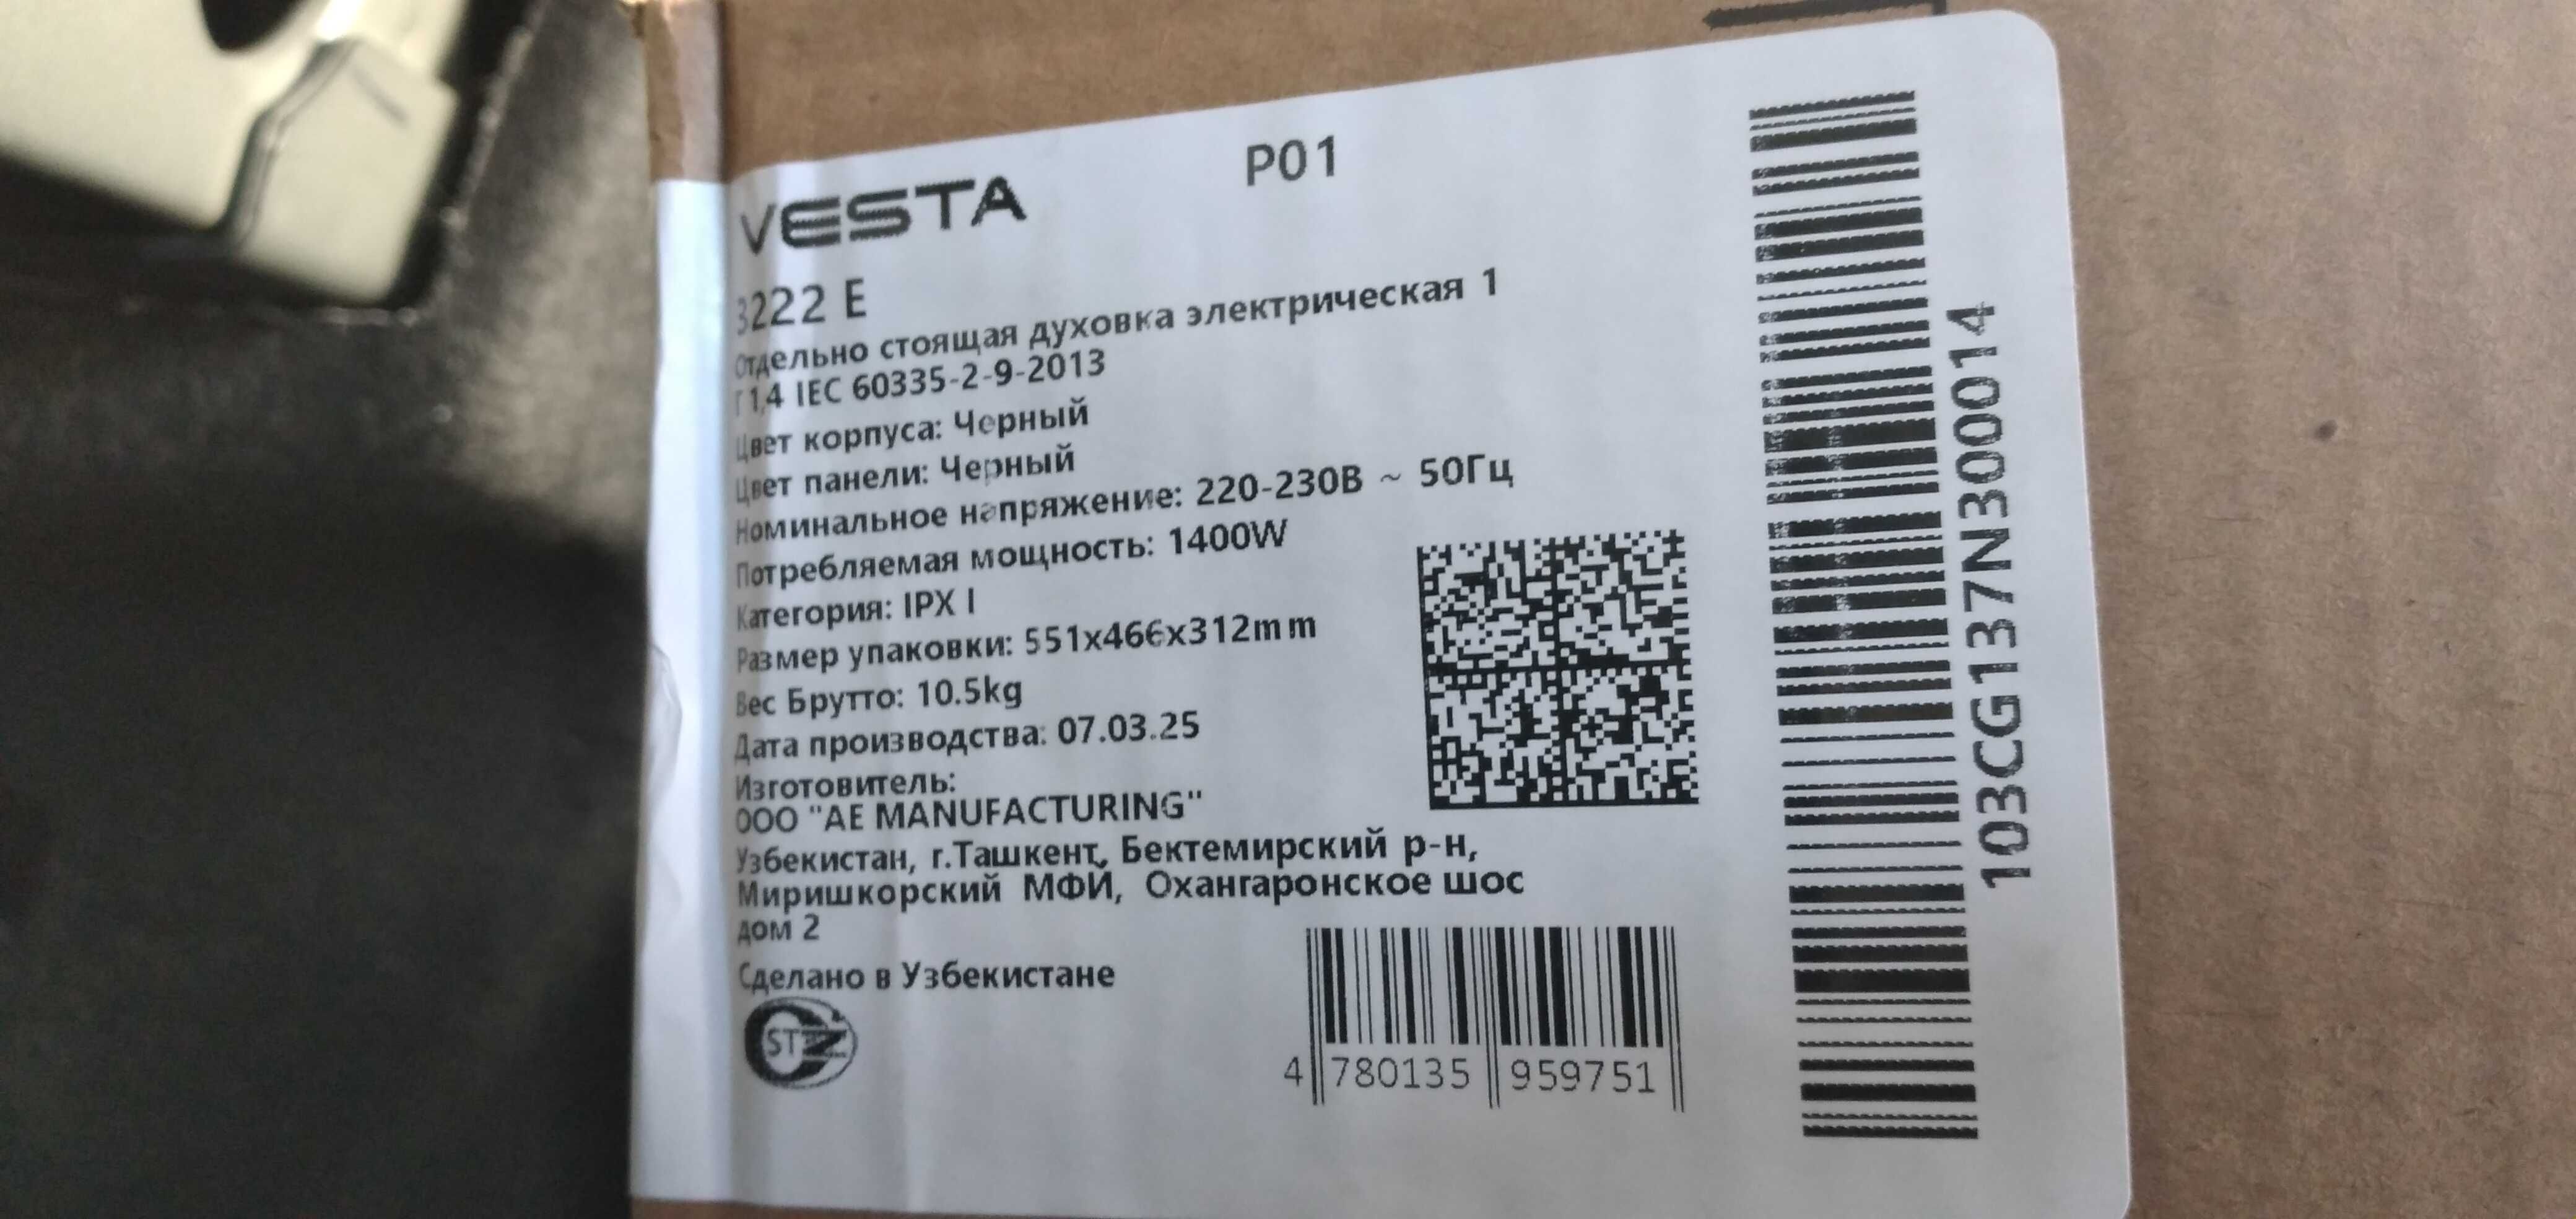 VESTA
P01
3222 E
Отдельно стоящая духовка электрическая 1
Г1,4 IEC 60335-2-9-2013
Цвет корпуса: Черный
Цвет панели: Черный
Номинальное напряжение: 220-230В ~ 50Гц
Потребляемая мощность: 1400W
Категория: IPX I
Размер упаковки: 551x466x312mm
Вес Брутто: 10.5kg
Дата производства: 07.03.25
Изготовитель:
ООО "AE MANUFACTURING"
Узбекистан, г.Ташкент, Бектемирский р-н,
Миришкорский МФИ, Охангаронское шос
дом 2
Сделано в Узбекистане
4 780135 959751
103CG137N300014